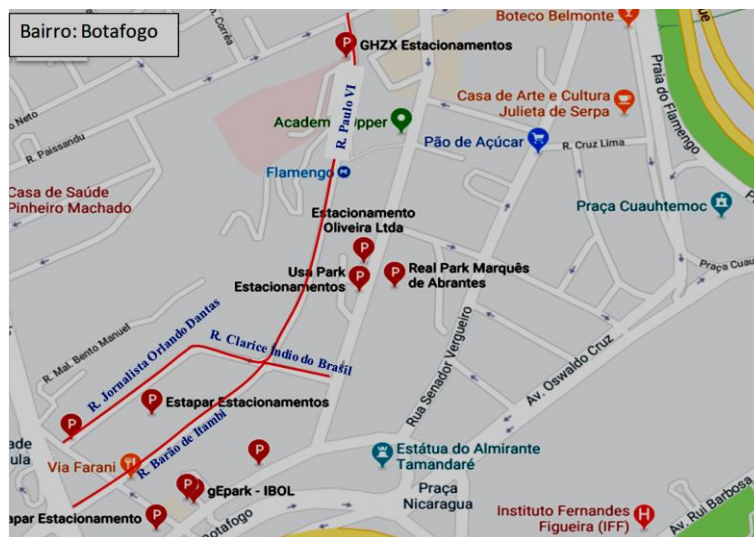 Bairro: Botafogo
Boteco Belmonte
GHZX Estacionamentos
Praia do Flamengo
R. Paulo VI
Casa de Arte e Cultura
Julieta de Serpa
Pão de Açúcar
R. Cruz Lima
R. Paissandu
Flamengo
Casa de Saúde
Pinheiro Machado
Praça Cuauhtemoc
Estacionamento
Oliveira Ltda
Usa Park
Estacionamentos
Real Park Marquês
de Abrantes
Praça Cuau
R. Mal. Bento Manuel
R. Jornalista Orlando Dantas
R. Clarice Índio do Brasil
Rua Senador Vergueiro
Av. Oswaldo Cruz
Estapar Estacionamentos
R. Barão de Itambi
Via Farani
Estátua do Almirante
Tamandaré
gEpark - IBOL
Praça
Nicaragua
apar Estacionamento
Botafogo
Instituto Fernandes
Figueira (IFF)
Av. Rui Barbosa